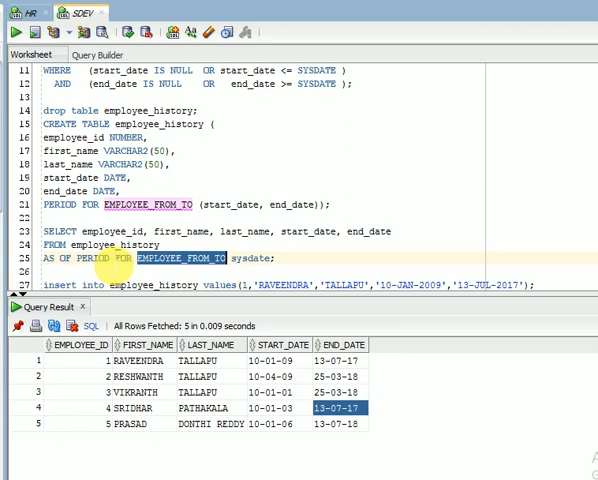 HR SDEV
Worksheet Query Builder
11 WHERE (start_date IS NULL OR start_date <= SYSDATE )
12 AND (end_date IS NULL OR end_date >= SYSDATE );
13
14 drop table employee_history;
15 CREATE TABLE employee_history (
16 employee_id NUMBER,
17 first_name VARCHAR2(50),
18 last_name VARCHAR2(50),
19 start_date DATE,
20 end_date DATE,
21 PERIOD FOR EMPLOYEE_FROM_TO (start_date, end_date));
22
23 SELECT employee_id, first_name, last_name, start_date, end_date
24 FROM employee_history
25 AS OF PERIOD FOR EMPLOYEE_FROM_TO sysdate;
26
27 insert into employee_history values(1,'RAVEENDRA','TALLAPU','10-JAN-2009','13-JUL-2017');
Query Result x
SQL | All Rows Fetched: 5 in 0.009 seconds
EMPLOYEE_ID FIRST_NAME LAST_NAME START_DATE END_DATE
1 1 RAVEENDRA TALLAPU 10-01-09 13-07-17
2 2 RESHWANTH TALLAPU 10-04-09 25-03-18
3 3 VIKRANTH TALLAPU 10-01-01 25-03-18
4 4 SRIDHAR PATHAKALA 10-01-03 13-07-17
5 5 PRASAD DONTHI REDDY 10-01-06 13-07-18